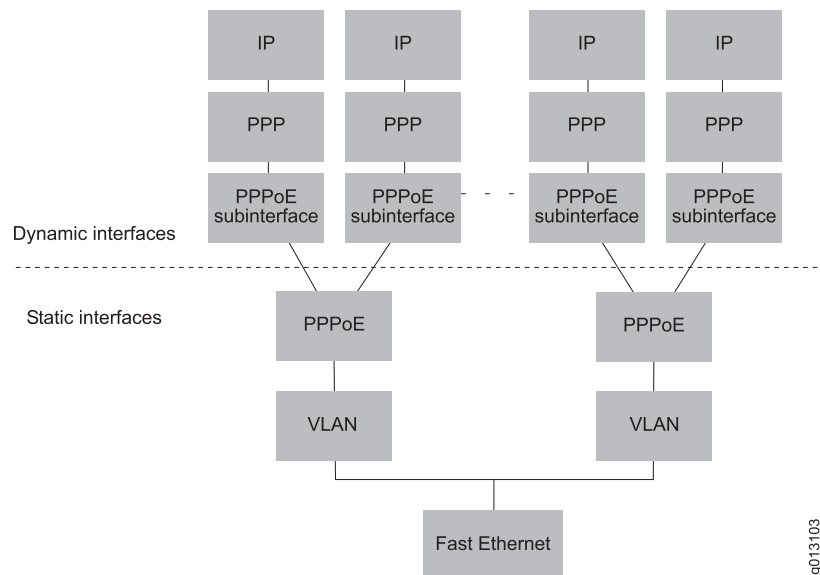 IP IP IP IP
PPP PPP PPP PPP
PPPoE subinterface
PPPoE subinterface
PPPoE subinterface
PPPoE subinterface
Dynamic interfaces
Static interfaces
PPPoE PPPoE
VLAN VLAN
Fast Ethernet
g013103